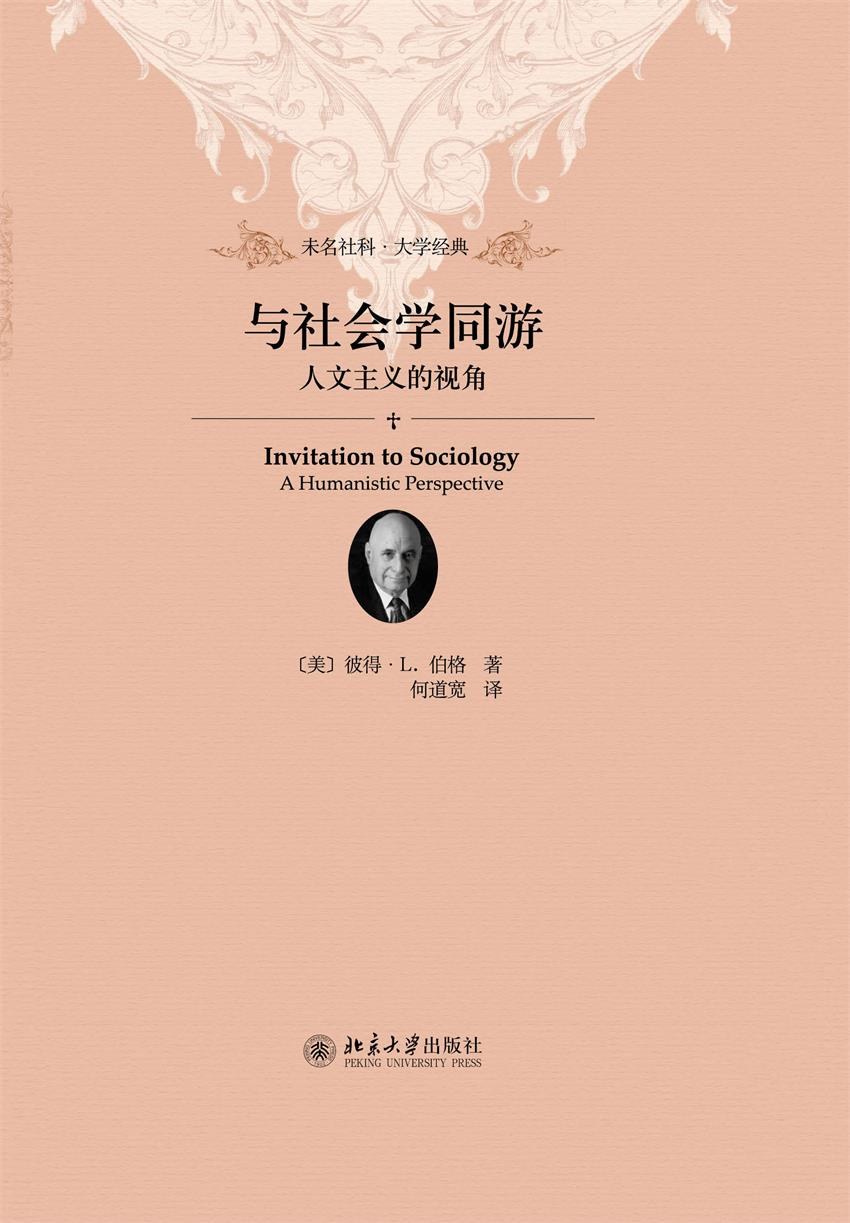 未名社科·大学经典
与社会学同游
人文主义的视角
Invitation to Sociology
A Humanistic Perspective
〔美〕彼得·L. 伯格 著
何道宽 译
北京大学出版社
PEKING UNIVERSITY PRESS